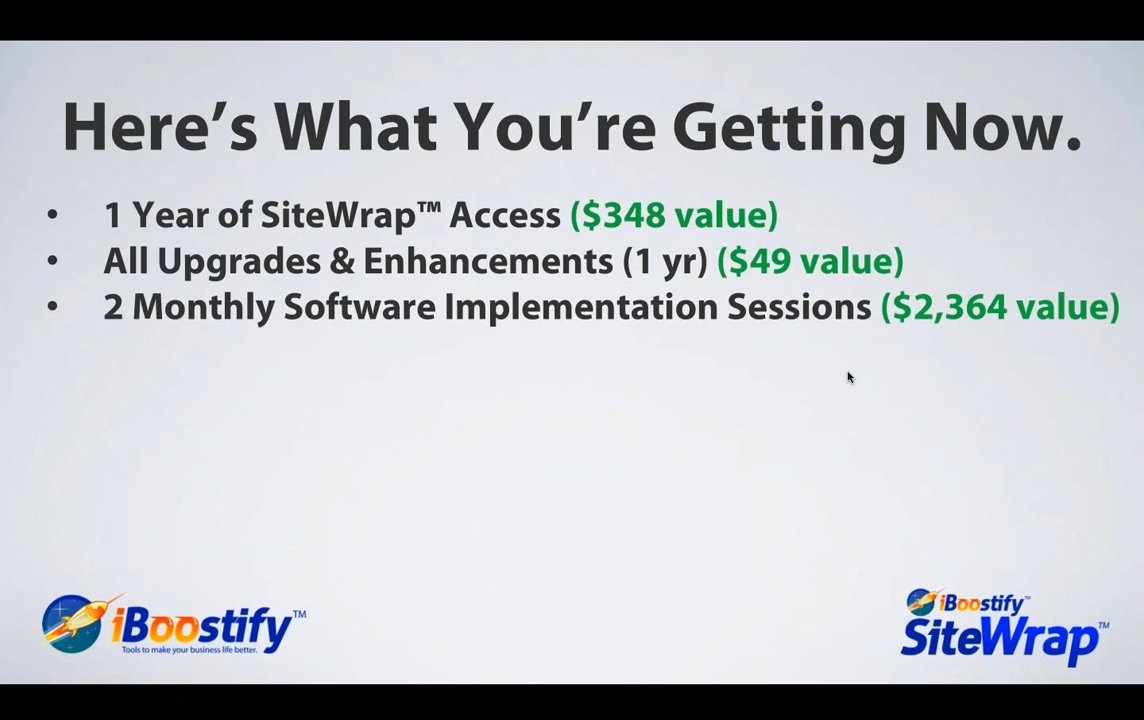 Here’s What You’re Getting Now.
• 1 Year of SiteWrap™ Access ($348 value)
• All Upgrades & Enhancements (1 yr) ($49 value)
• 2 Monthly Software Implementation Sessions ($2,364 value)
iBoostify™
Tools to make your business life better.
iBoostify™
SiteWrap™